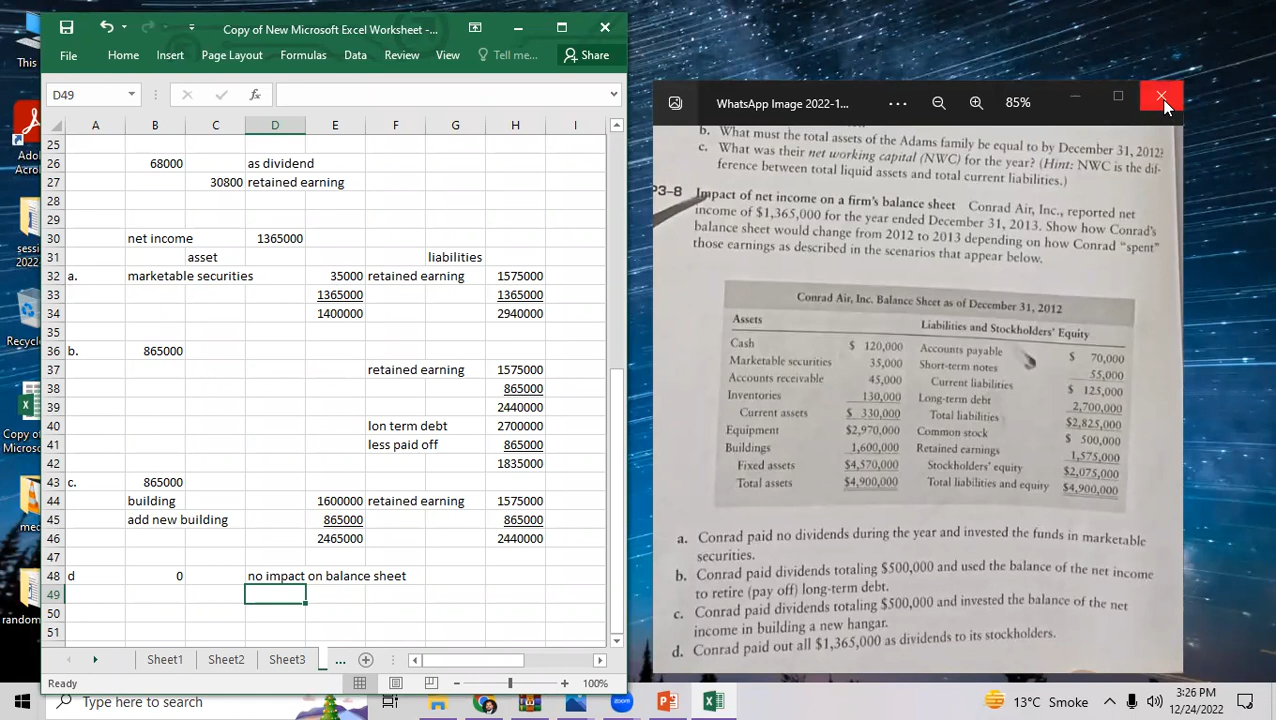 Copy of New Microsoft Excel Worksheet -...
File Home Insert Page Layout Formulas Data Review View Tell me... Share
D49
A B C D E F G H I
25
26 68000 as dividend
27 30800 retained earning
28
29
30 net income 1365000
31 asset liabilities
32 a. marketable securities 35000 retained earning 1575000
33 1365000 1365000
34 1400000 2940000
35
36 b. 865000
37 retained earning 1575000
38 865000
39 2440000
40 lon term debt 2700000
41 less paid off 865000
42 1835000
43 c. 865000
44 building 1600000 retained earning 1575000
45 add new building 865000 865000
46 2465000 2440000
47
48 d 0 no impact on balance sheet
49
50
51
Sheet1 Sheet2 Sheet3 ...
Ready 100%
This
Adol
Acro
sessi
2022
Recycl
Copy of
Micros
med
random
WhatsApp Image 2022-1... 85%
b. What must the total assets of the Adams family be equal to by December 31, 2012?
c. What was their net working capital (NWC) for the year? (Hint: NWC is the dif-
ference between total liquid assets and total current liabilities.)
P3-8 Impact of net income on a firm's balance sheet Conrad Air, Inc., reported net
income of $1,365,000 for the year ended December 31, 2013. Show how Conrad's
balance sheet would change from 2012 to 2013 depending on how Conrad "spent"
those earnings as described in the scenarios that appear below.
Conrad Air, Inc. Balance Sheet as of December 31, 2012
Assets Liabilities and Stockholders' Equity
Cash $ 120,000 Accounts payable $ 70,000
Marketable securities 35,000 Short-term notes 55,000
Accounts receivable 45,000 Current liabilities $ 125,000
Inventories 130,000 Long-term debt 2,700,000
Current assets $ 330,000 Total liabilities $2,825,000
Equipment $2,970,000 Common stock $ 500,000
Buildings 1,600,000 Retained earnings 1,575,000
Fixed assets $4,570,000 Stockholders' equity $2,075,000
Total assets $4,900,000 Total liabilities and equity $4,900,000
a. Conrad paid no dividends during the year and invested the funds in marketable
securities.
b. Conrad paid dividends totaling $500,000 and used the balance of the net income
to retire (pay off) long-term debt.
c. Conrad paid dividends totaling $500,000 and invested the balance of the net
income in building a new hangar.
d. Conrad paid out all $1,365,000 as dividends to its stockholders.
Type here to search
zoom
13°C Smoke
3:26 PM
12/24/2022